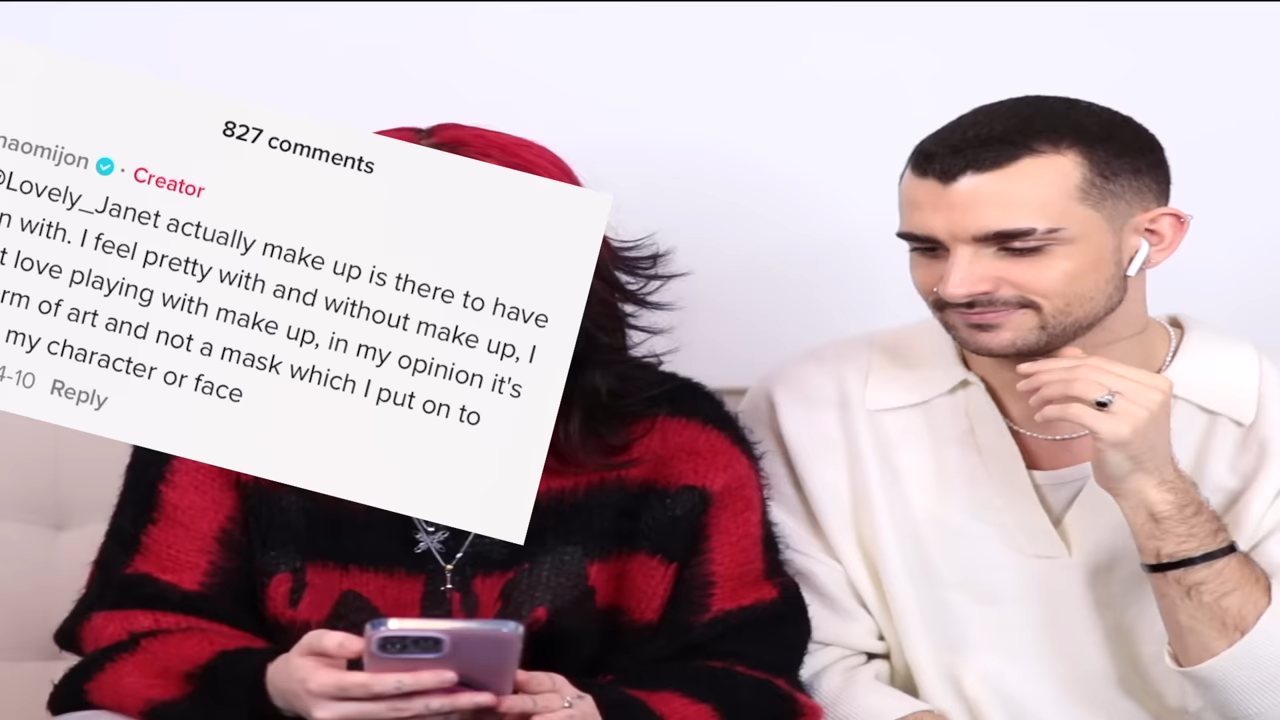 827 comments
naomijon · Creator
@Lovely_Janet actually make up is there to have
n with. I feel pretty with and without make up, I
t love playing with make up, in my opinion it's
rm of art and not a mask which I put on to
my character or face
4-10 Reply